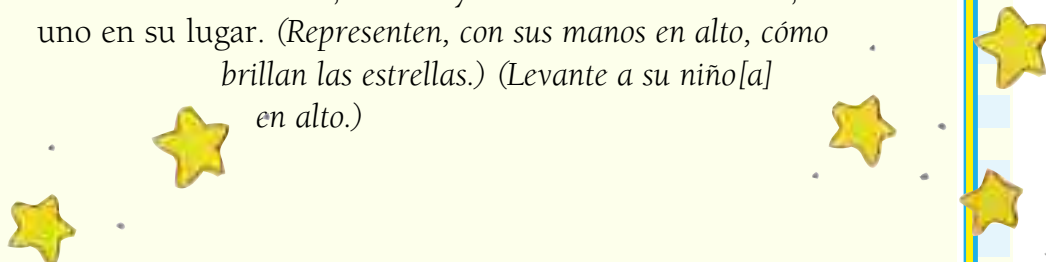 uno en su lugar. (Representen, con sus manos en alto, cómo
brillan las estrellas.) (Levante a su niño[a]
en alto.)